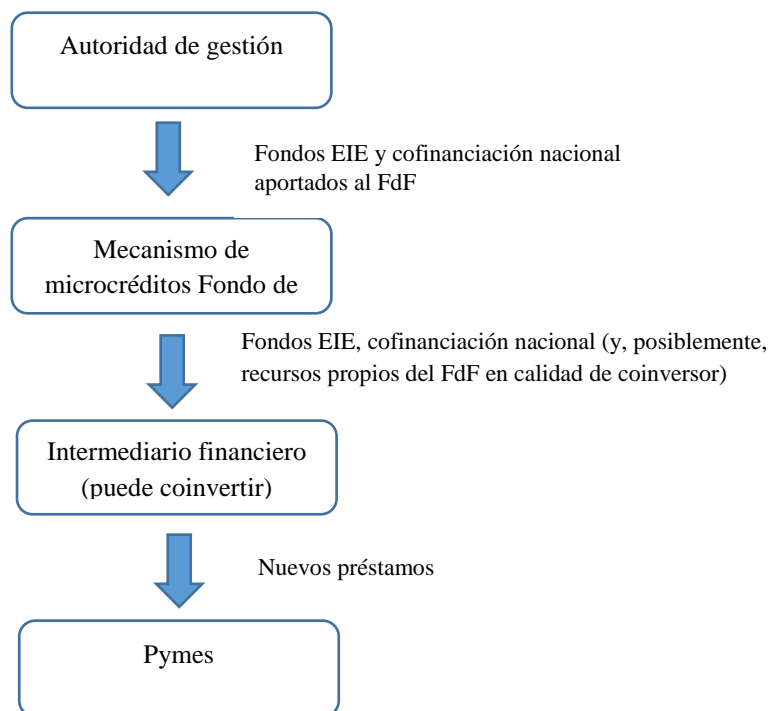 Autoridad de gestión
Fondos EIE y cofinanciación nacional
aportados al FdF
Mecanismo de
microcréditos Fondo de
Fondos EIE, cofinanciación nacional (y, posiblemente,
recursos propios del FdF en calidad de coinversor)
Intermediario financiero
(puede coinvertir)
Nuevos préstamos
Pymes